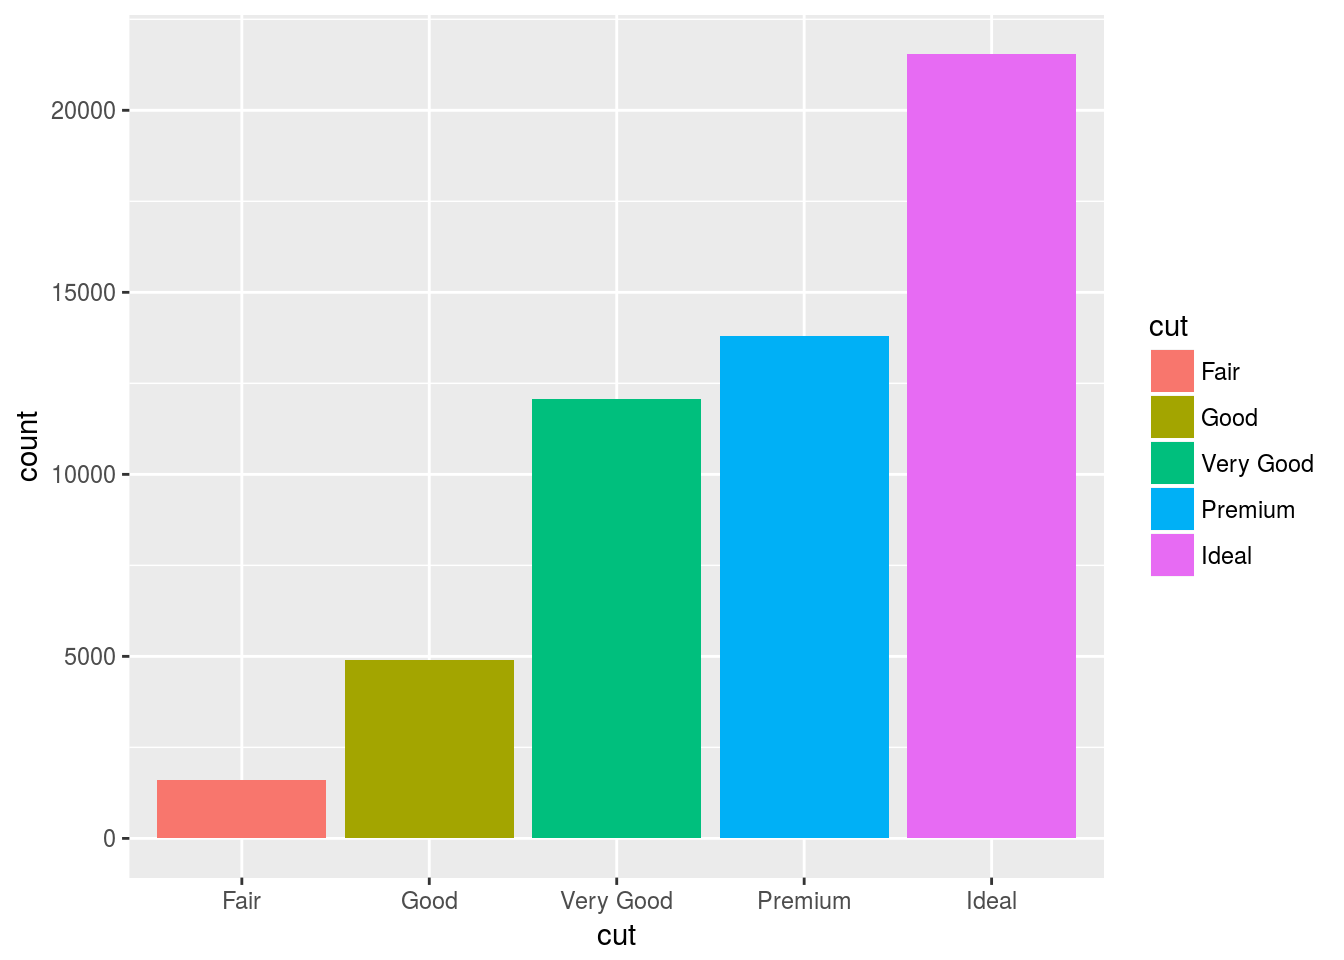 20000
15000
10000
5000
0
count
Fair
Good
Very Good
Premium
Ideal
cut
cut
Fair
Good
Very Good
Premium
Ideal